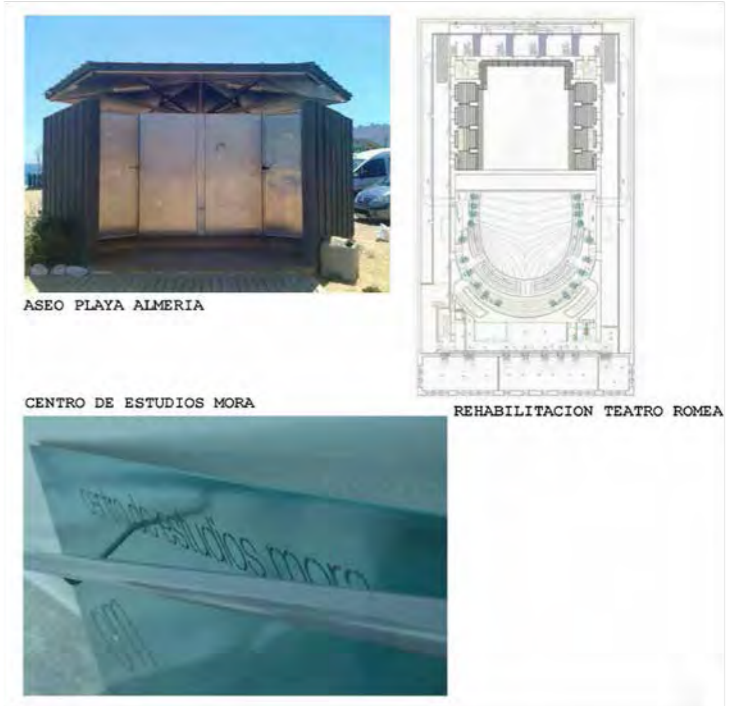 ASEO PLAYA ALMERIA
CENTRO DE ESTUDIOS MORA
REHABILITACION TEATRO ROMEA
centro de estudios mora